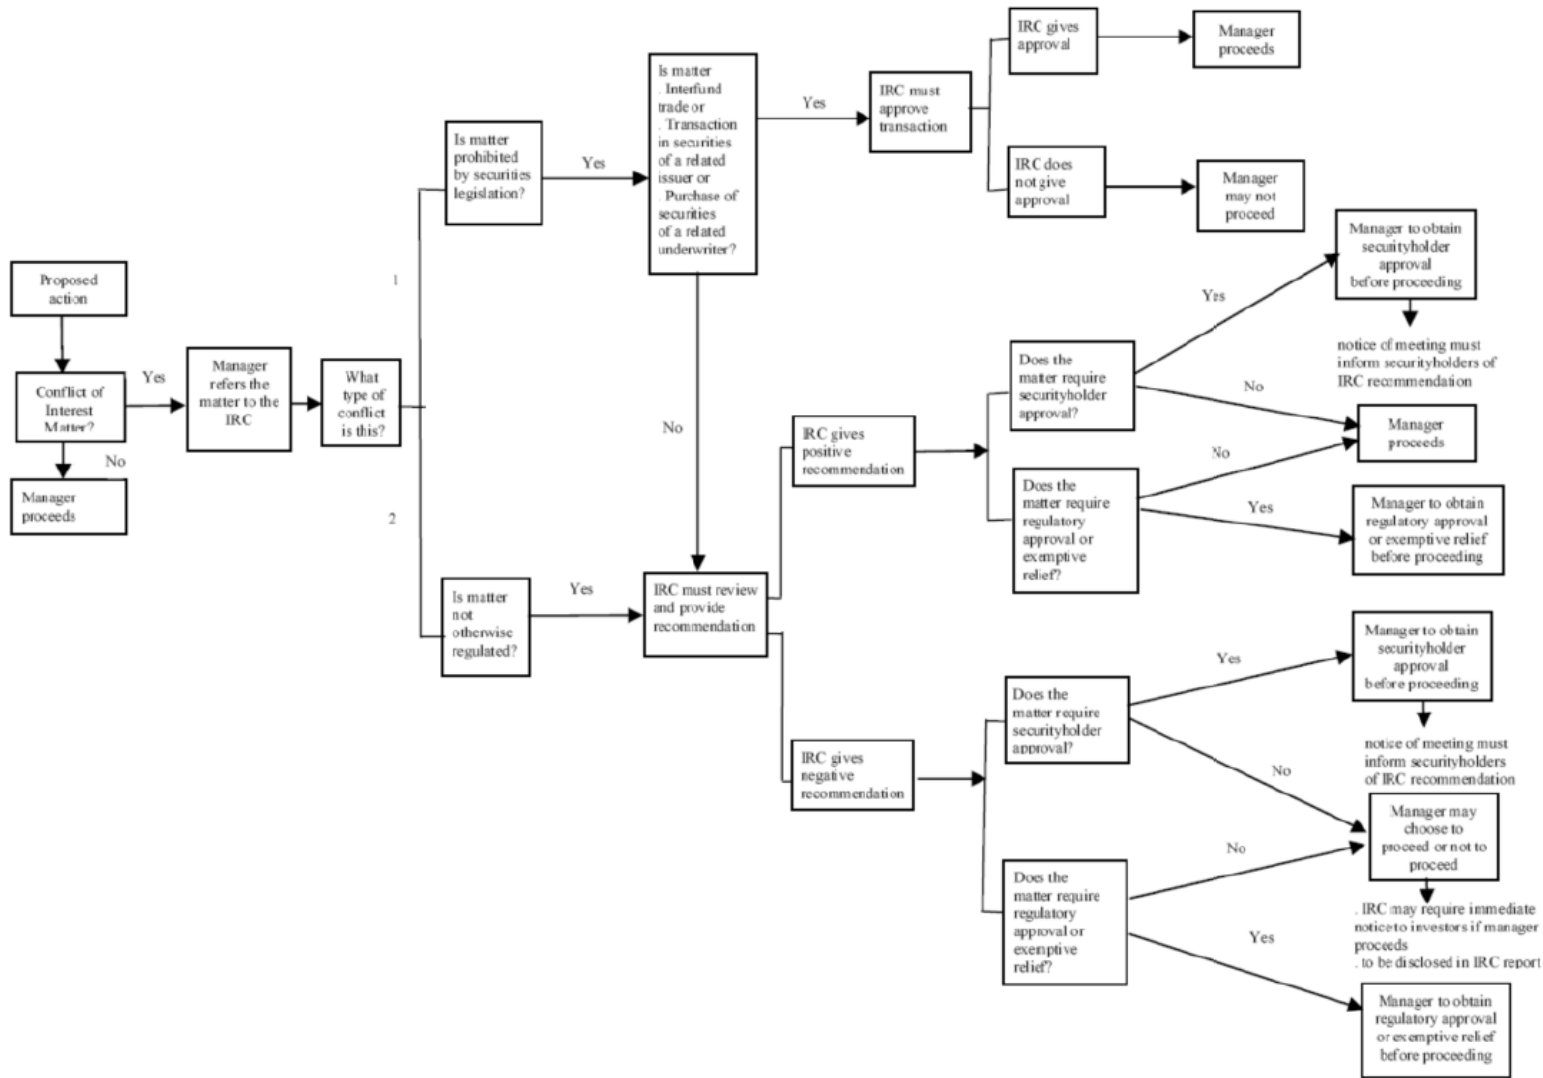 Proposed
action
Conflict of
Interest
Matter?
Yes
No
Manager
proceeds
Manager
refers the
matter to the
IRC
What
type of
conflict
is this?
1
2
Is matter
prohibited
by securities
legislation?
Yes
Is matter
not
otherwise
regulated?
Yes
Is matter
. Interfund
trade or
. Transaction
in securities
of a related
issuer or
. Purchase of
securities
of a related
underwriter?
Yes
No
IRC must
approve
transaction
IRC gives
approval
Manager
proceeds
IRC does
not give
approval
Manager
may not
proceed
IRC must review
and provide
recommendation
IRC gives
positive
recommendation
Does the
matter require
securityholder
approval?
Yes
Manager to obtain
securityholder
approval
before proceeding
notice of meeting must
inform securityholders of
IRC recommendation
No
Manager
proceeds
Does the
matter require
regulatory
approval or
exemptive
relief?
No
Yes
Manager to obtain
regulatory approval
or exemptive relief
before proceeding
IRC gives
negative
recommendation
Does the
matter require
securityholder
approval?
Yes
Manager to obtain
securityholder
approval
before proceeding
notice of meeting must
inform securityholders
of IRC recommendation
No
Manager may
choose to
proceed or not to
proceed
. IRC may require immediate
notice to investors if manager
proceeds
. to be disclosed in IRC report
Does the
matter require
regulatory
approval or
exemptive
relief?
No
Yes
Manager to obtain
regulatory approval
or exemptive relief
before proceeding